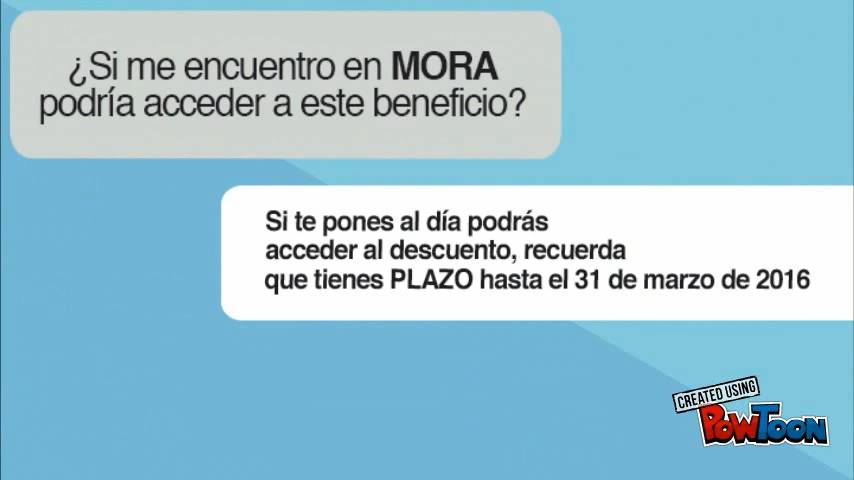 ¿Si me encuentro en MORA
podría acceder a este beneficio?
Si te pones al día podrás
acceder al descuento, recuerda
que tienes PLAZO hasta el 31 de marzo de 2016
CREATED USING
POWTOON